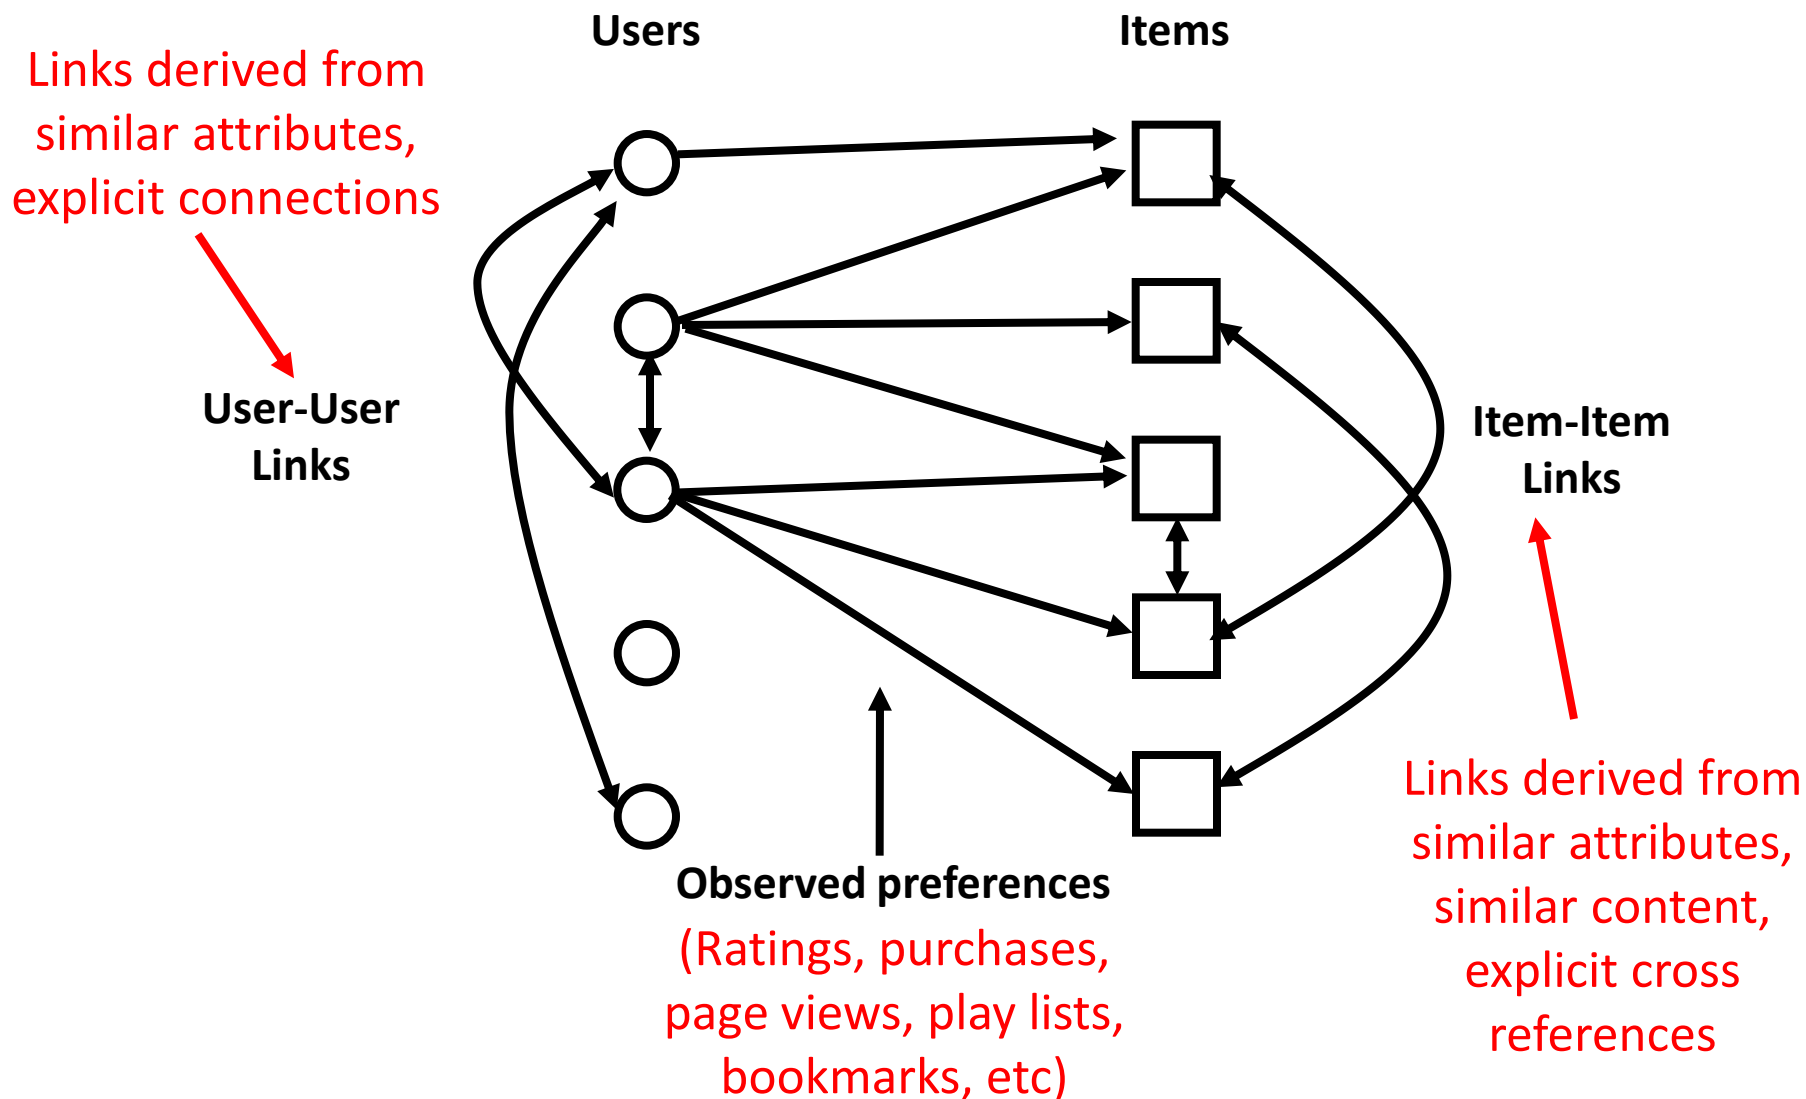 Users
Items
Links derived from
similar attributes,
explicit connections
User-User
Links
Item-Item
Links
Observed preferences
(Ratings, purchases,
page views, play lists,
bookmarks, etc)
Links derived from
similar attributes,
similar content,
explicit cross
references